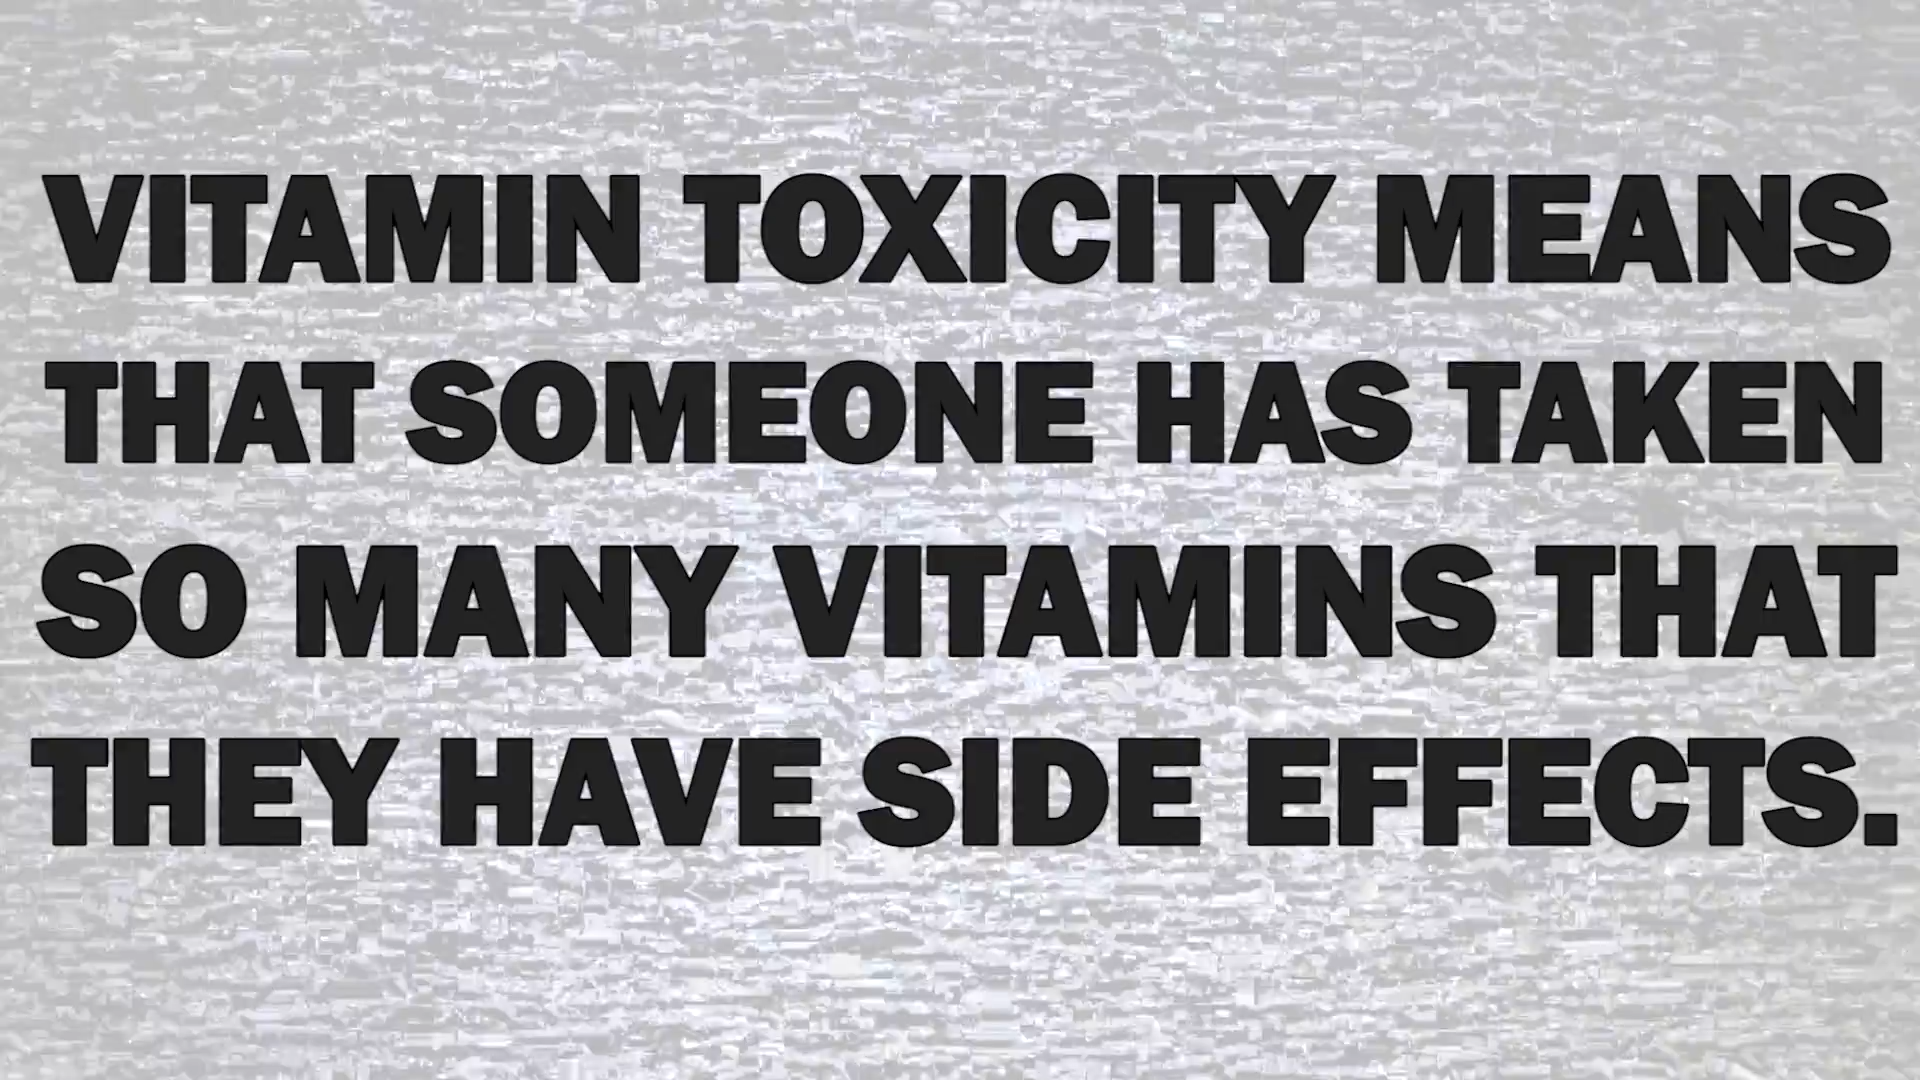 VITAMIN TOXICITY MEANS
THAT SOMEONE HAS TAKEN
SO MANY VITAMINS THAT
THEY HAVE SIDE EFFECTS.